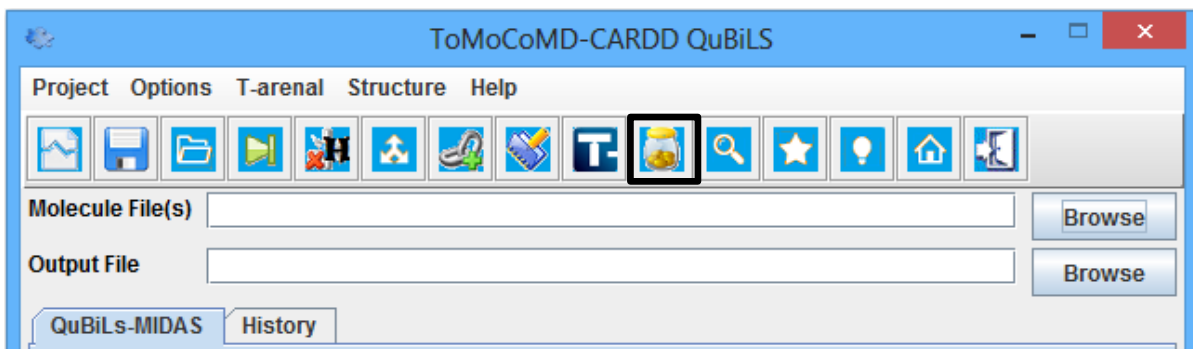 ToMoCoMD-CARDD QuBiLS
Project Options T-arenal Structure Help
H T-
Molecule File(s) Browse
Output File Browse
QuBiLs-MIDAS History